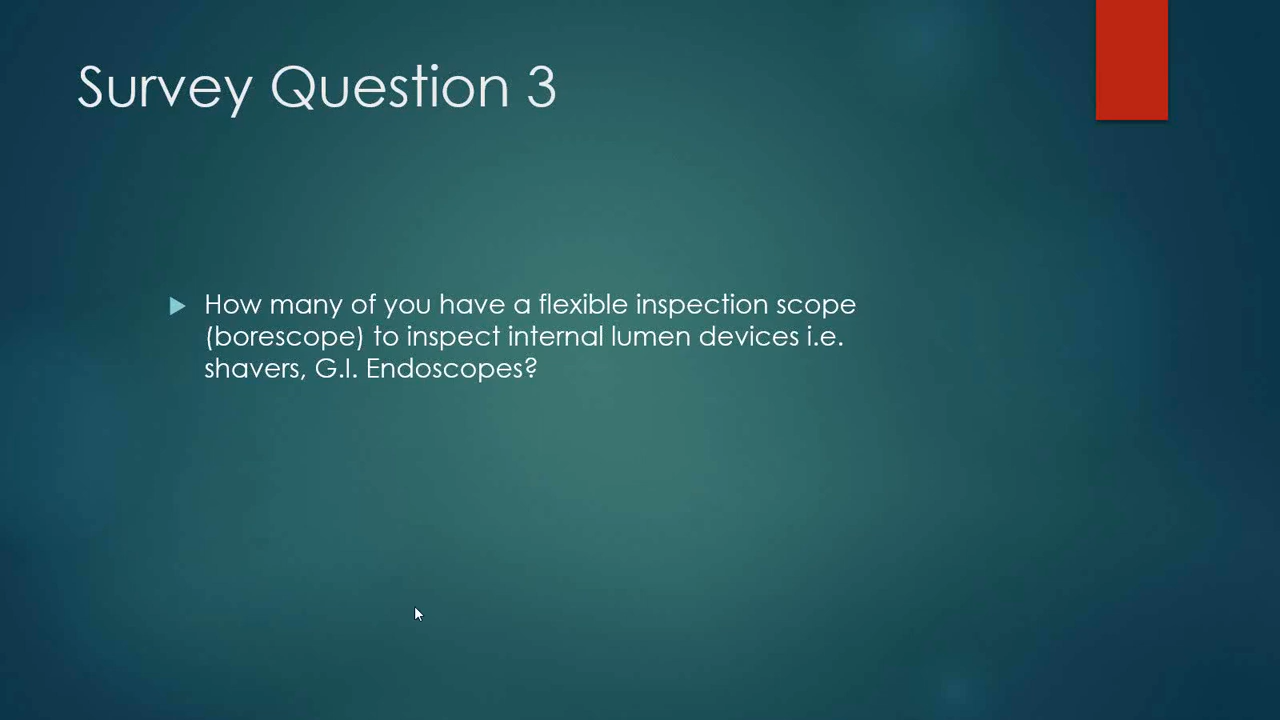 Survey Question 3
How many of you have a flexible inspection scope
(borescope) to inspect internal lumen devices i.e.
shavers, G.I. Endoscopes?